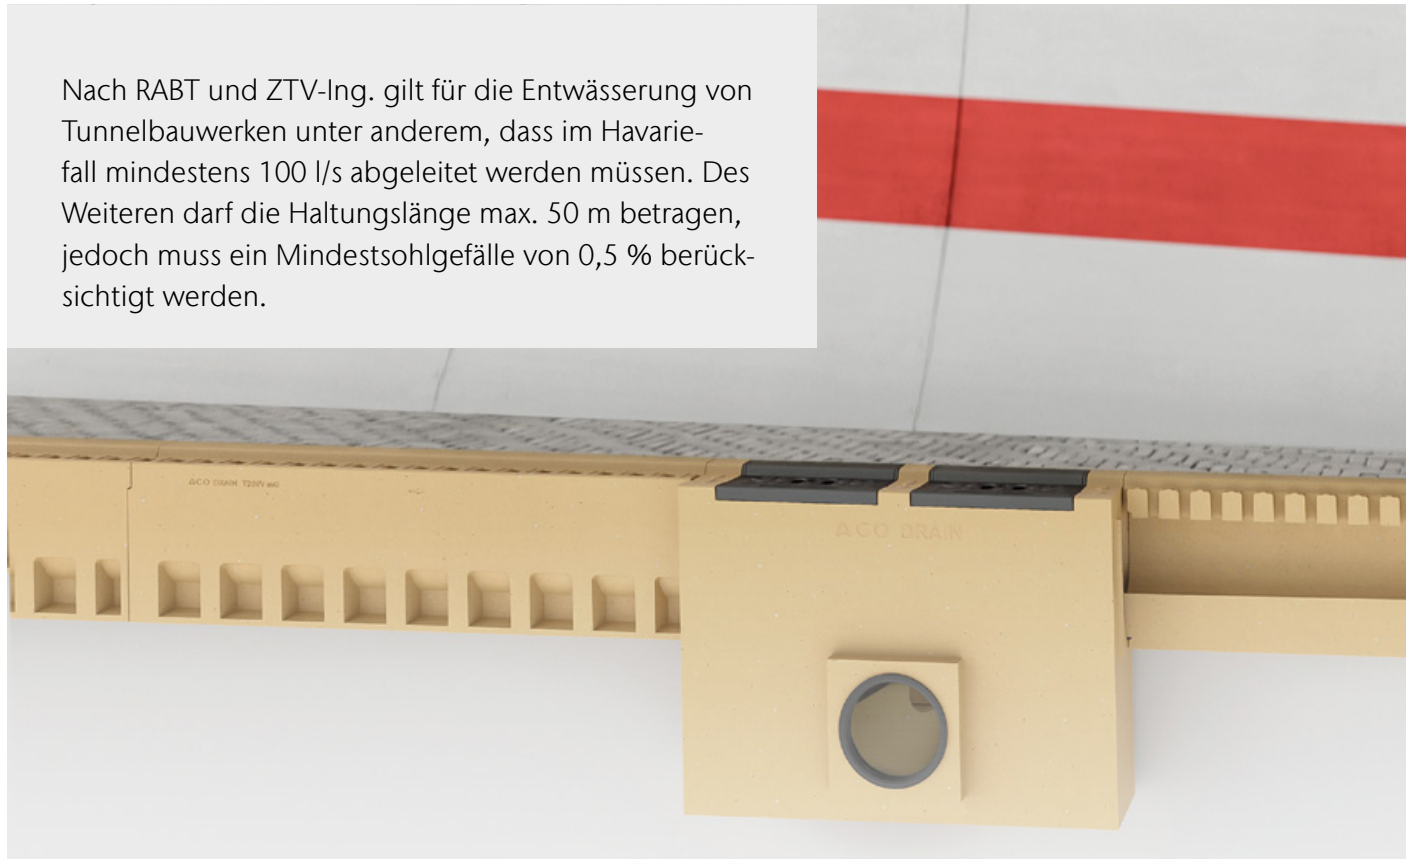 Nach RABT und ZTV-Ing. gilt für die Entwässerung von
Tunnelbauwerken unter anderem, dass im Havarie-
fall mindestens 100 l/s abgeleitet werden müssen. Des
Weiteren darf die Haltungslänge max. 50 m betragen,
jedoch muss ein Mindestsohlgefälle von 0,5 % berück-
sichtigt werden.
ACO DRAIN
ACO DRAIN